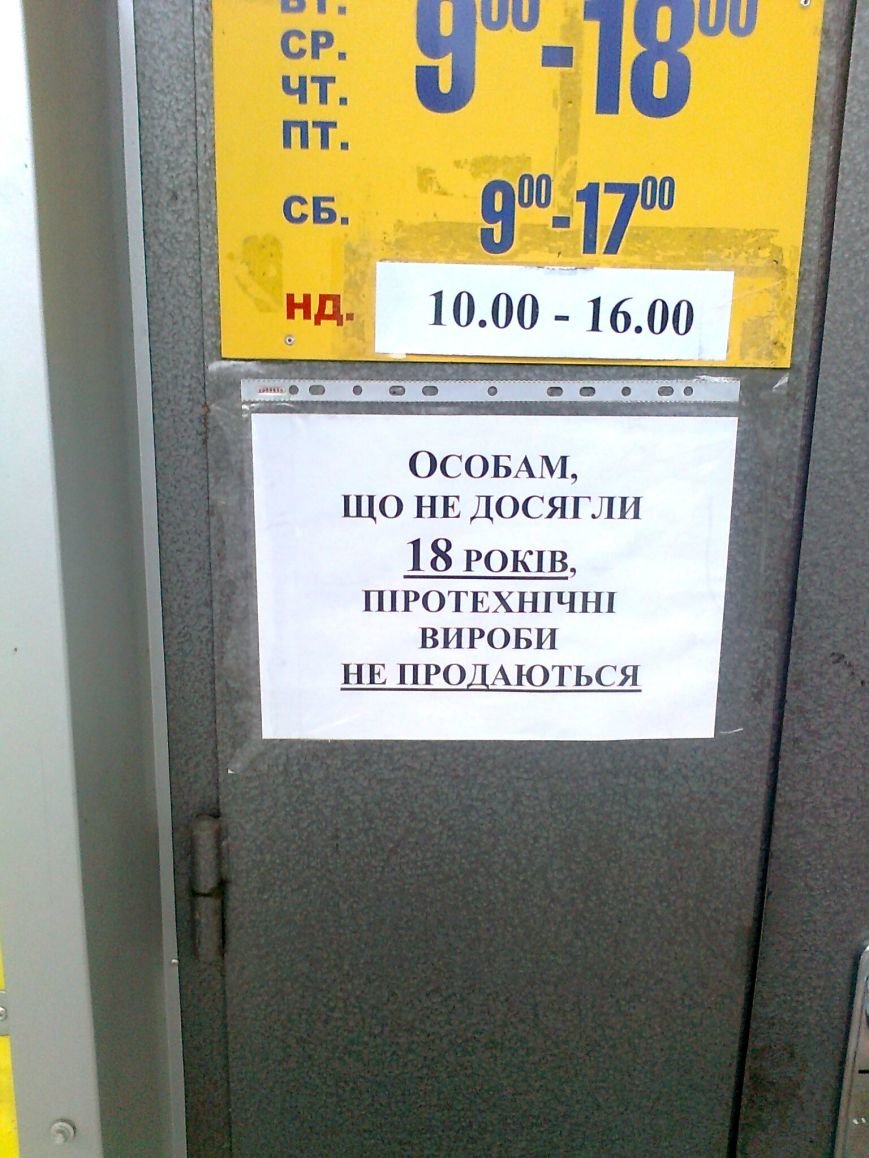 ВТ.
СР.
ЧТ.
ПТ.
9⁰⁰-18⁰⁰
СБ. 9⁰⁰-17⁰⁰
НД. 10.00 - 16.00
ОСОБАМ,
ЩО НЕ ДОСЯГЛИ
18 РОКІВ,
ПІРОТЕХНІЧНІ
ВИРОБИ
НЕ ПРОДАЮТЬСЯ